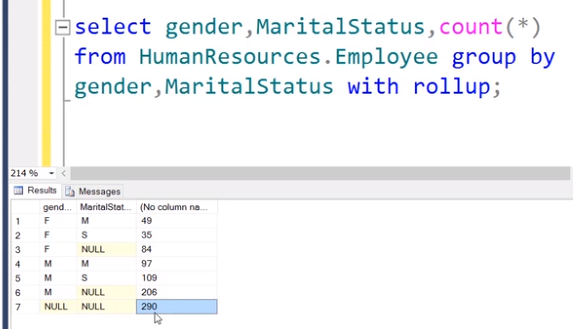 select gender,MaritalStatus,count(*)
from HumanResources.Employee group by
gender,MaritalStatus with rollup;
214 %
Results Messages
gend... MaritalStat... (No column na...
1 F M 49
2 F S 35
3 F NULL 84
4 M M 97
5 M S 109
6 M NULL 206
7 NULL NULL 290